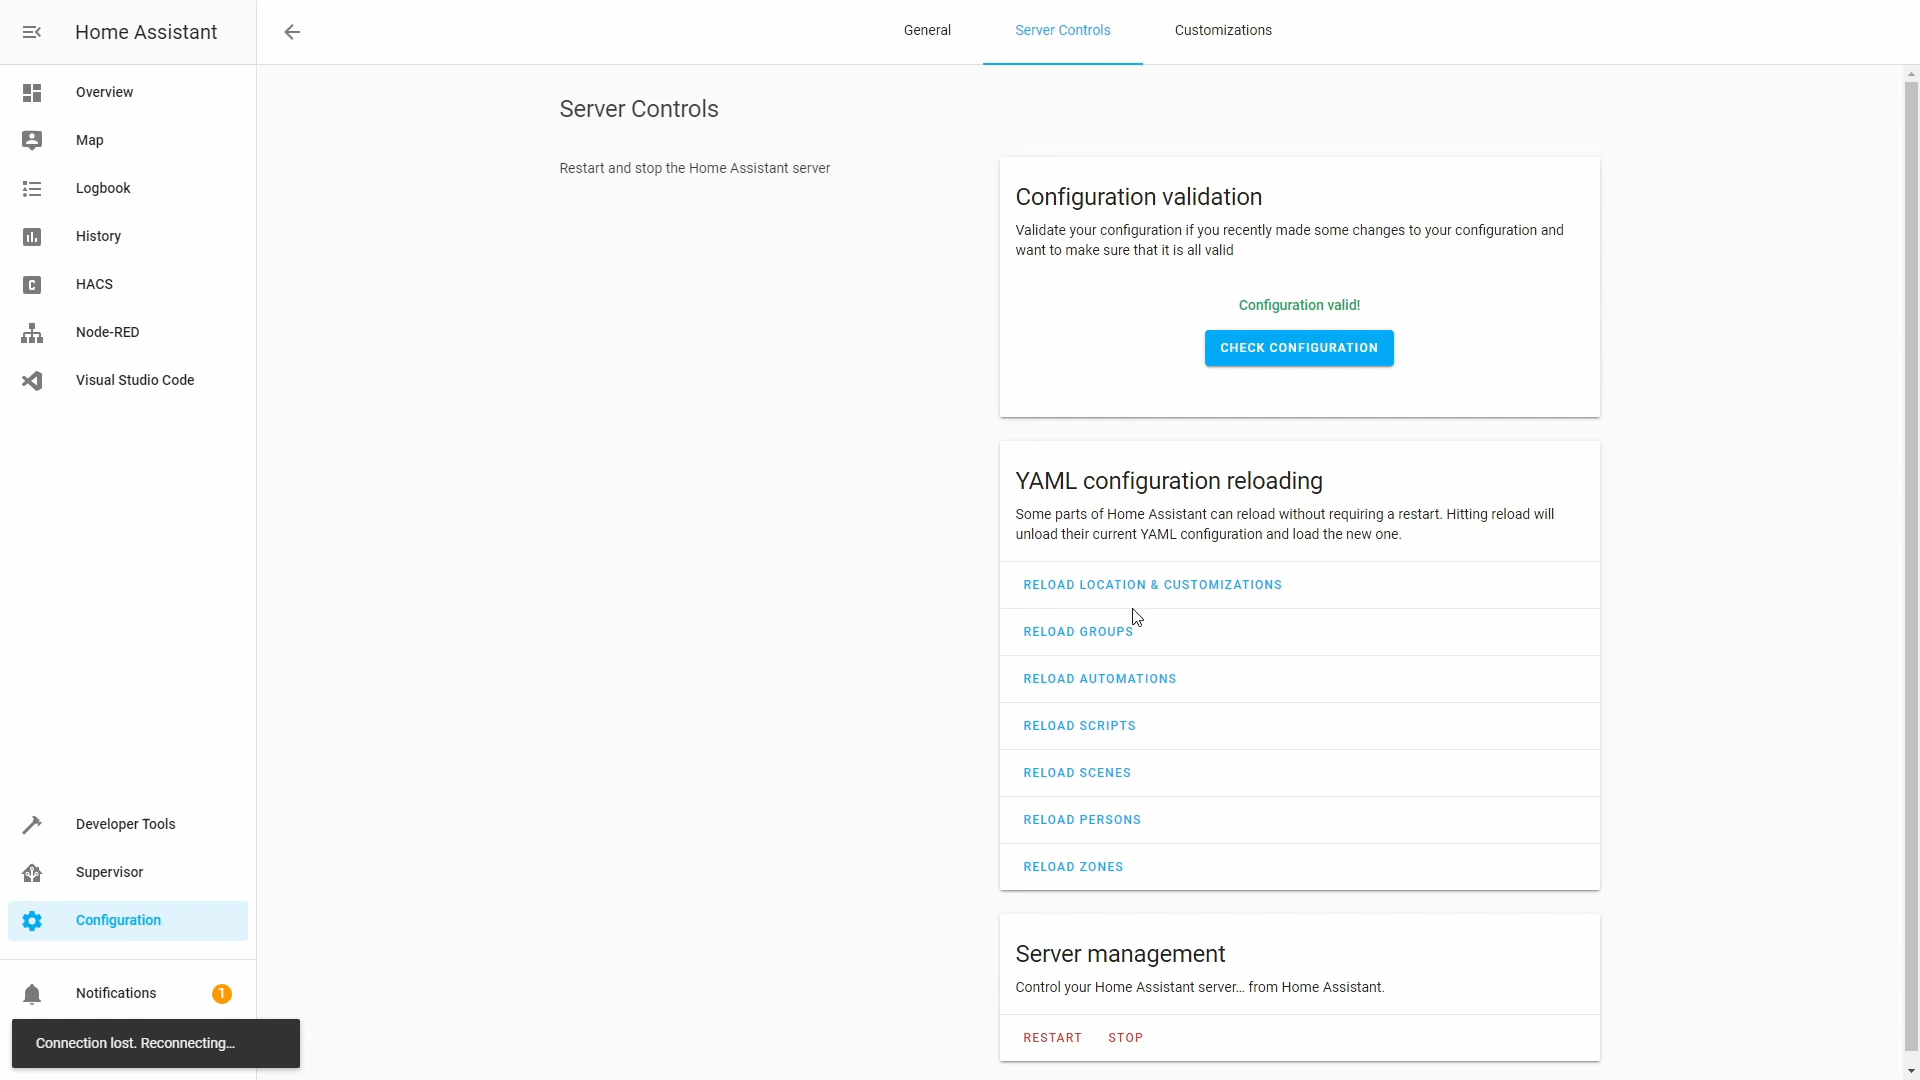 Home Assistant
General
Server Controls
Customizations
Overview
Map
Logbook
History
C
HACS
Node-RED
Visual Studio Code
Developer Tools
Supervisor
Configuration
Notifications
1
Connection lost. Reconnecting...
Server Controls
Restart and stop the Home Assistant server
Configuration validation
Validate your configuration if you recently made some changes to your configuration and
want to make sure that it is all valid
Configuration valid!
CHECK CONFIGURATION
YAML configuration reloading
Some parts of Home Assistant can reload without requiring a restart. Hitting reload will
unload their current YAML configuration and load the new one.
RELOAD LOCATION & CUSTOMIZATIONS
RELOAD GROUPS
RELOAD AUTOMATIONS
RELOAD SCRIPTS
RELOAD SCENES
RELOAD PERSONS
RELOAD ZONES
Server management
Control your Home Assistant server... from Home Assistant.
RESTART STOP